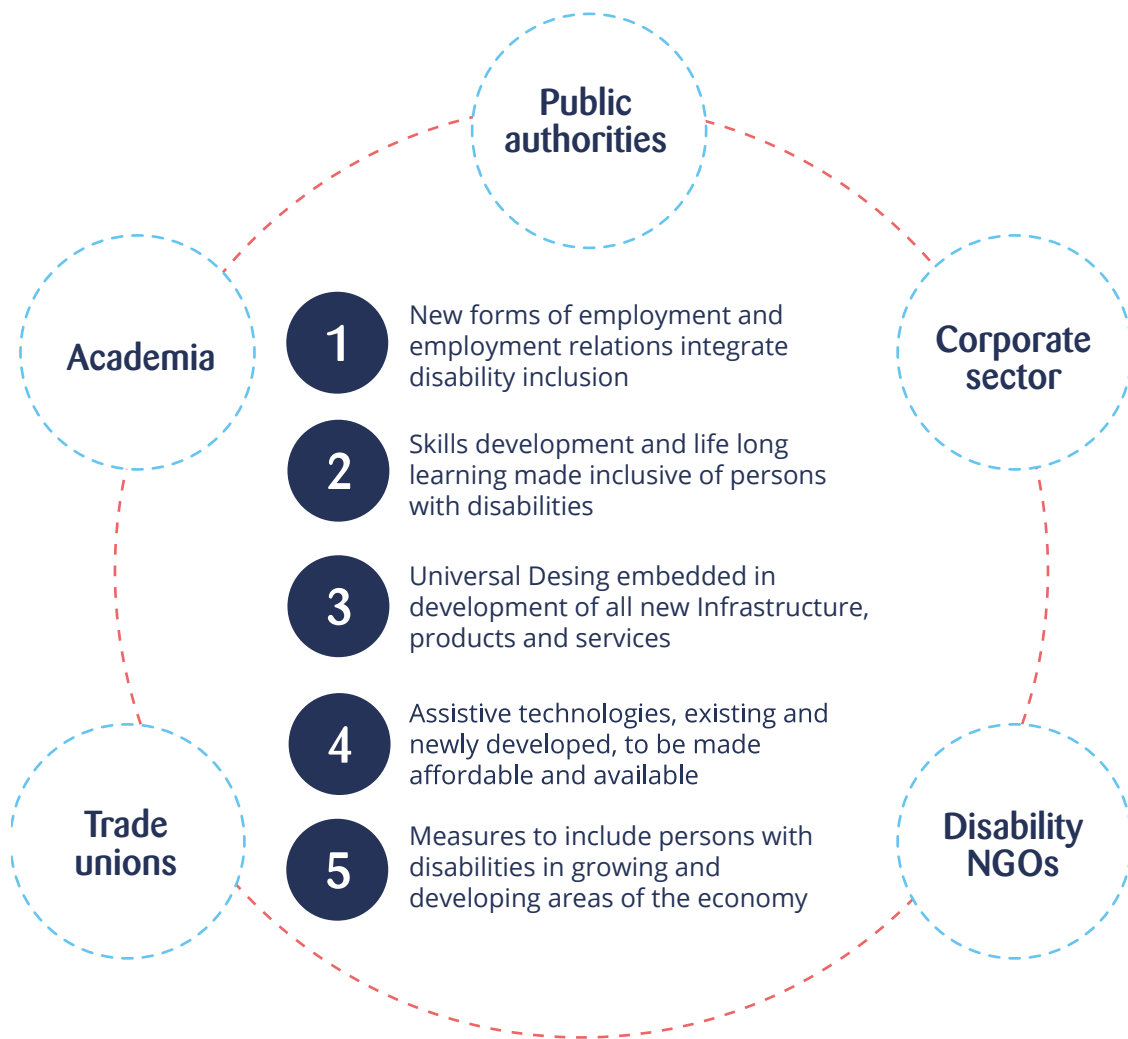 Public
authorities
Academia
Corporate
sector
1
New forms of employment and
employment relations integrate
disability inclusion
2
Skills development and life long
learning made inclusive of persons
with disabilities
3
Universal Desing embedded in
development of all new Infrastructure,
products and services
4
Assistive technologies, existing and
newly developed, to be made
affordable and available
5
Measures to include persons with
disabilities in growing and
developing areas of the economy
Trade
unions
Disability
NGOs